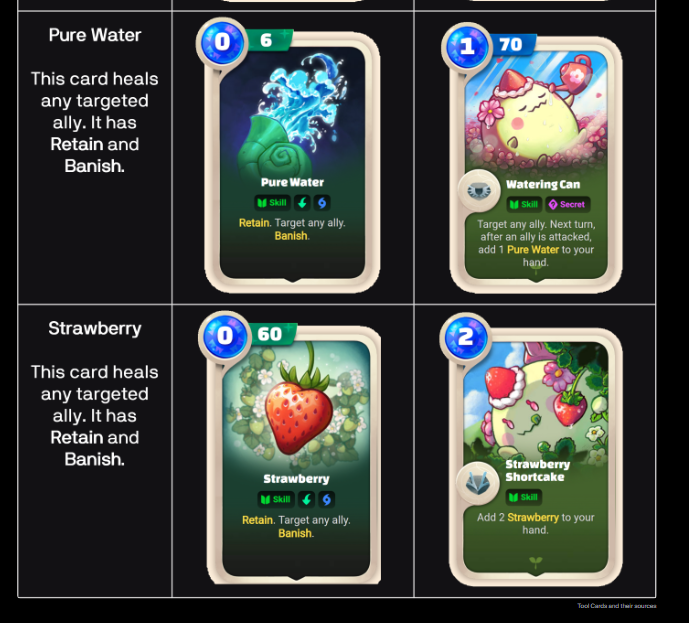 Pure Water
This card heals
any targeted
ally. It has
Retain and
Banish.
0
6
Pure Water
Skill
Retain. Target any ally.
Banish.
1
70
Watering Can
Skill
Secret
Target any ally. Next turn,
after an ally is attacked,
add 1 Pure Water to your
hand.
Strawberry
This card heals
any targeted
ally. It has
Retain and
Banish.
0
60
Strawberry
Skill
Retain. Target any ally.
Banish.
2
Strawberry
Shortcake
Skill
Add 2 Strawberry to your
hand.
Tool Cards and their sources